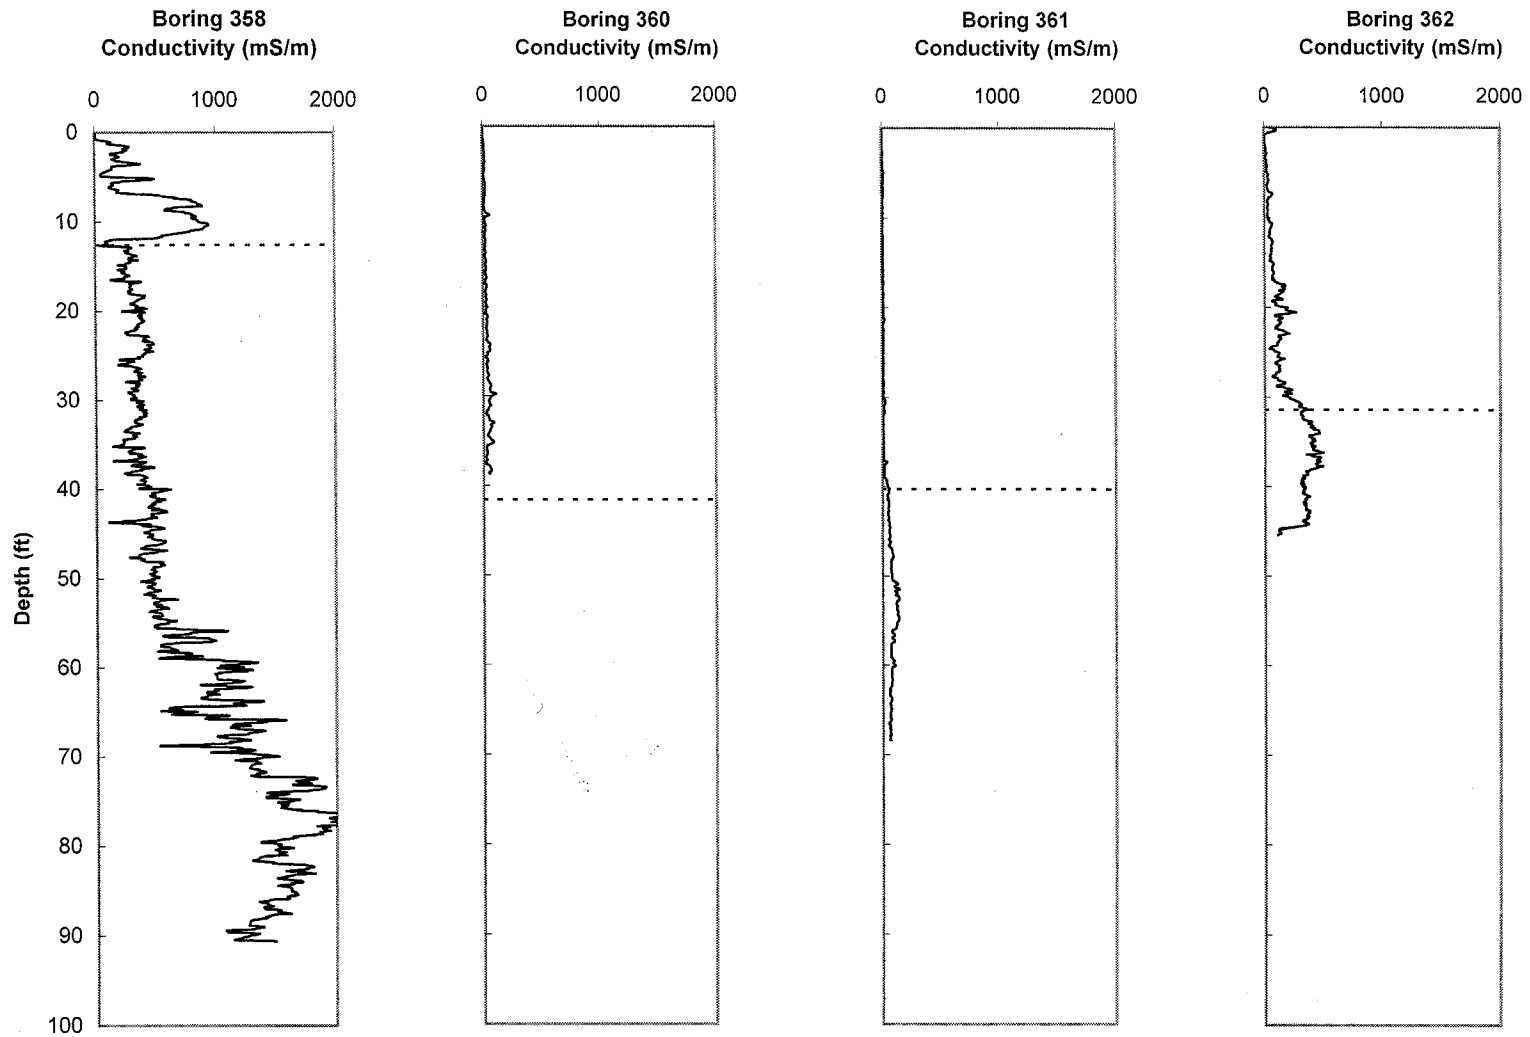 Boring 358
Conductivity (mS/m)
0 1000 2000
Boring 360
Conductivity (mS/m)
0 1000 2000
Boring 361
Conductivity (mS/m)
0 1000 2000
Boring 362
Conductivity (mS/m)
0 1000 2000
Depth (ft)
0
10
20
30
40
50
60
70
80
90
100